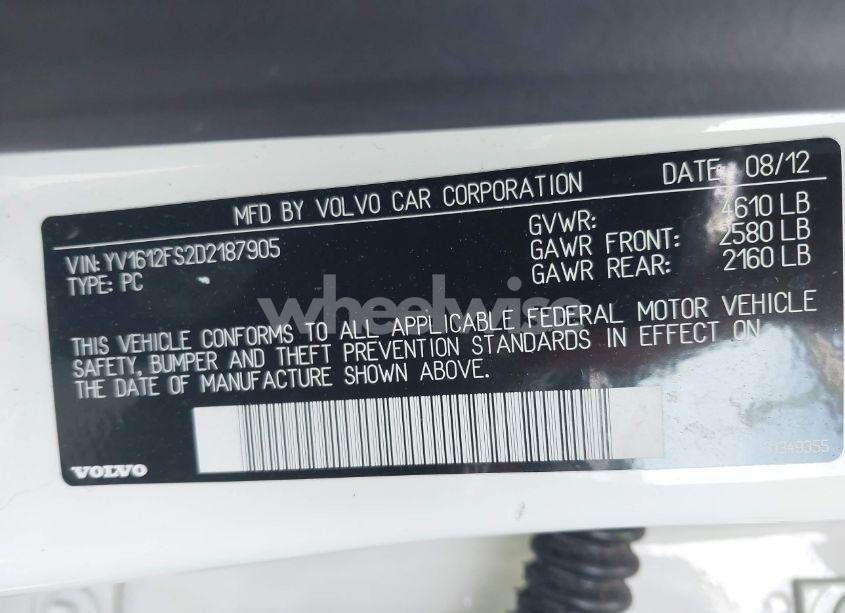 MFD BY VOLVO CAR CORPORATION DATE: 08/12
VIN: YV1612FS2D2187905
TYPE: PC
GVWR: 4610 LB
GAWR FRONT: 2580 LB
GAWR REAR: 2160 LB
wheelwise
THIS VEHICLE CONFORMS TO ALL APPLICABLE FEDERAL MOTOR VEHICLE
SAFETY, BUMPER AND THEFT PREVENTION STANDARDS IN EFFECT ON
THE DATE OF MANUFACTURE SHOWN ABOVE.
VOLVO